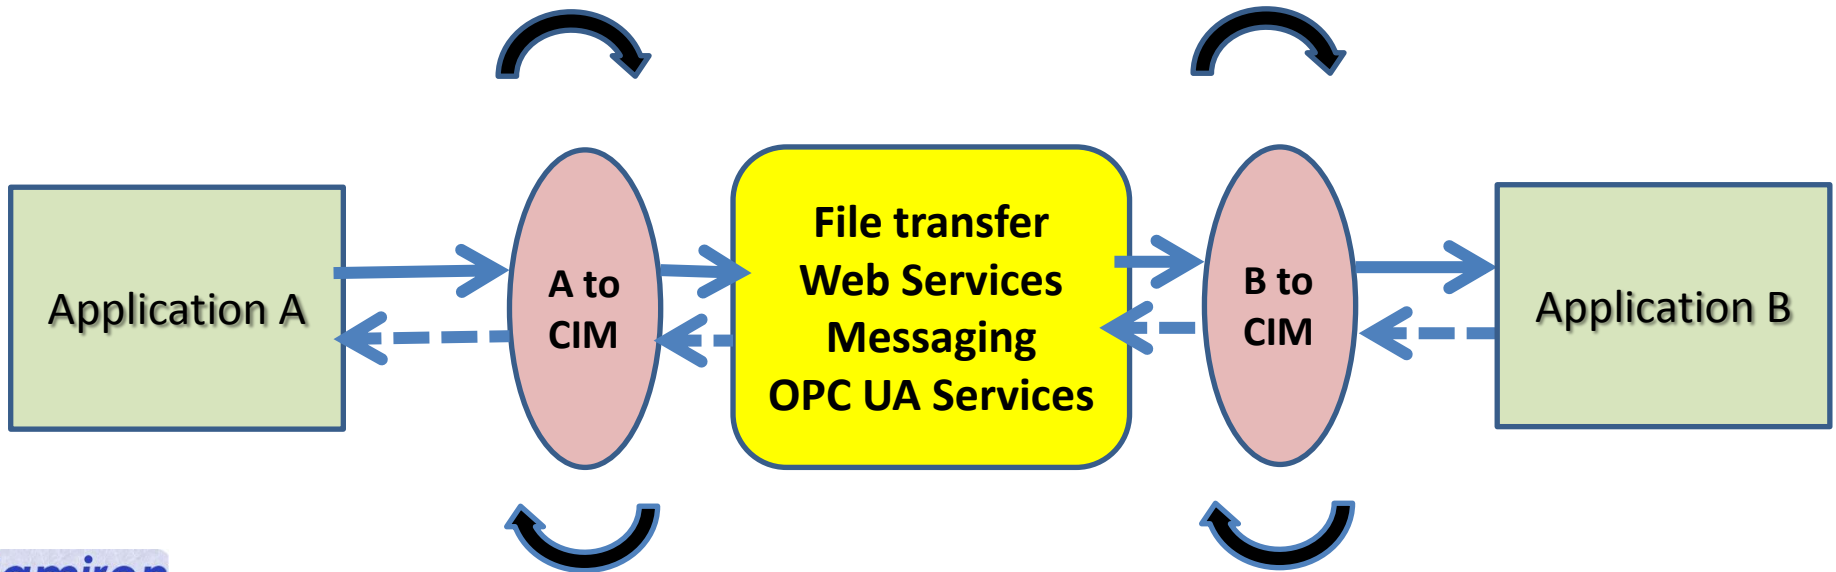 Application A
A to
CIM
File transfer
Web Services
Messaging
OPC UA Services
B to
CIM
Application B